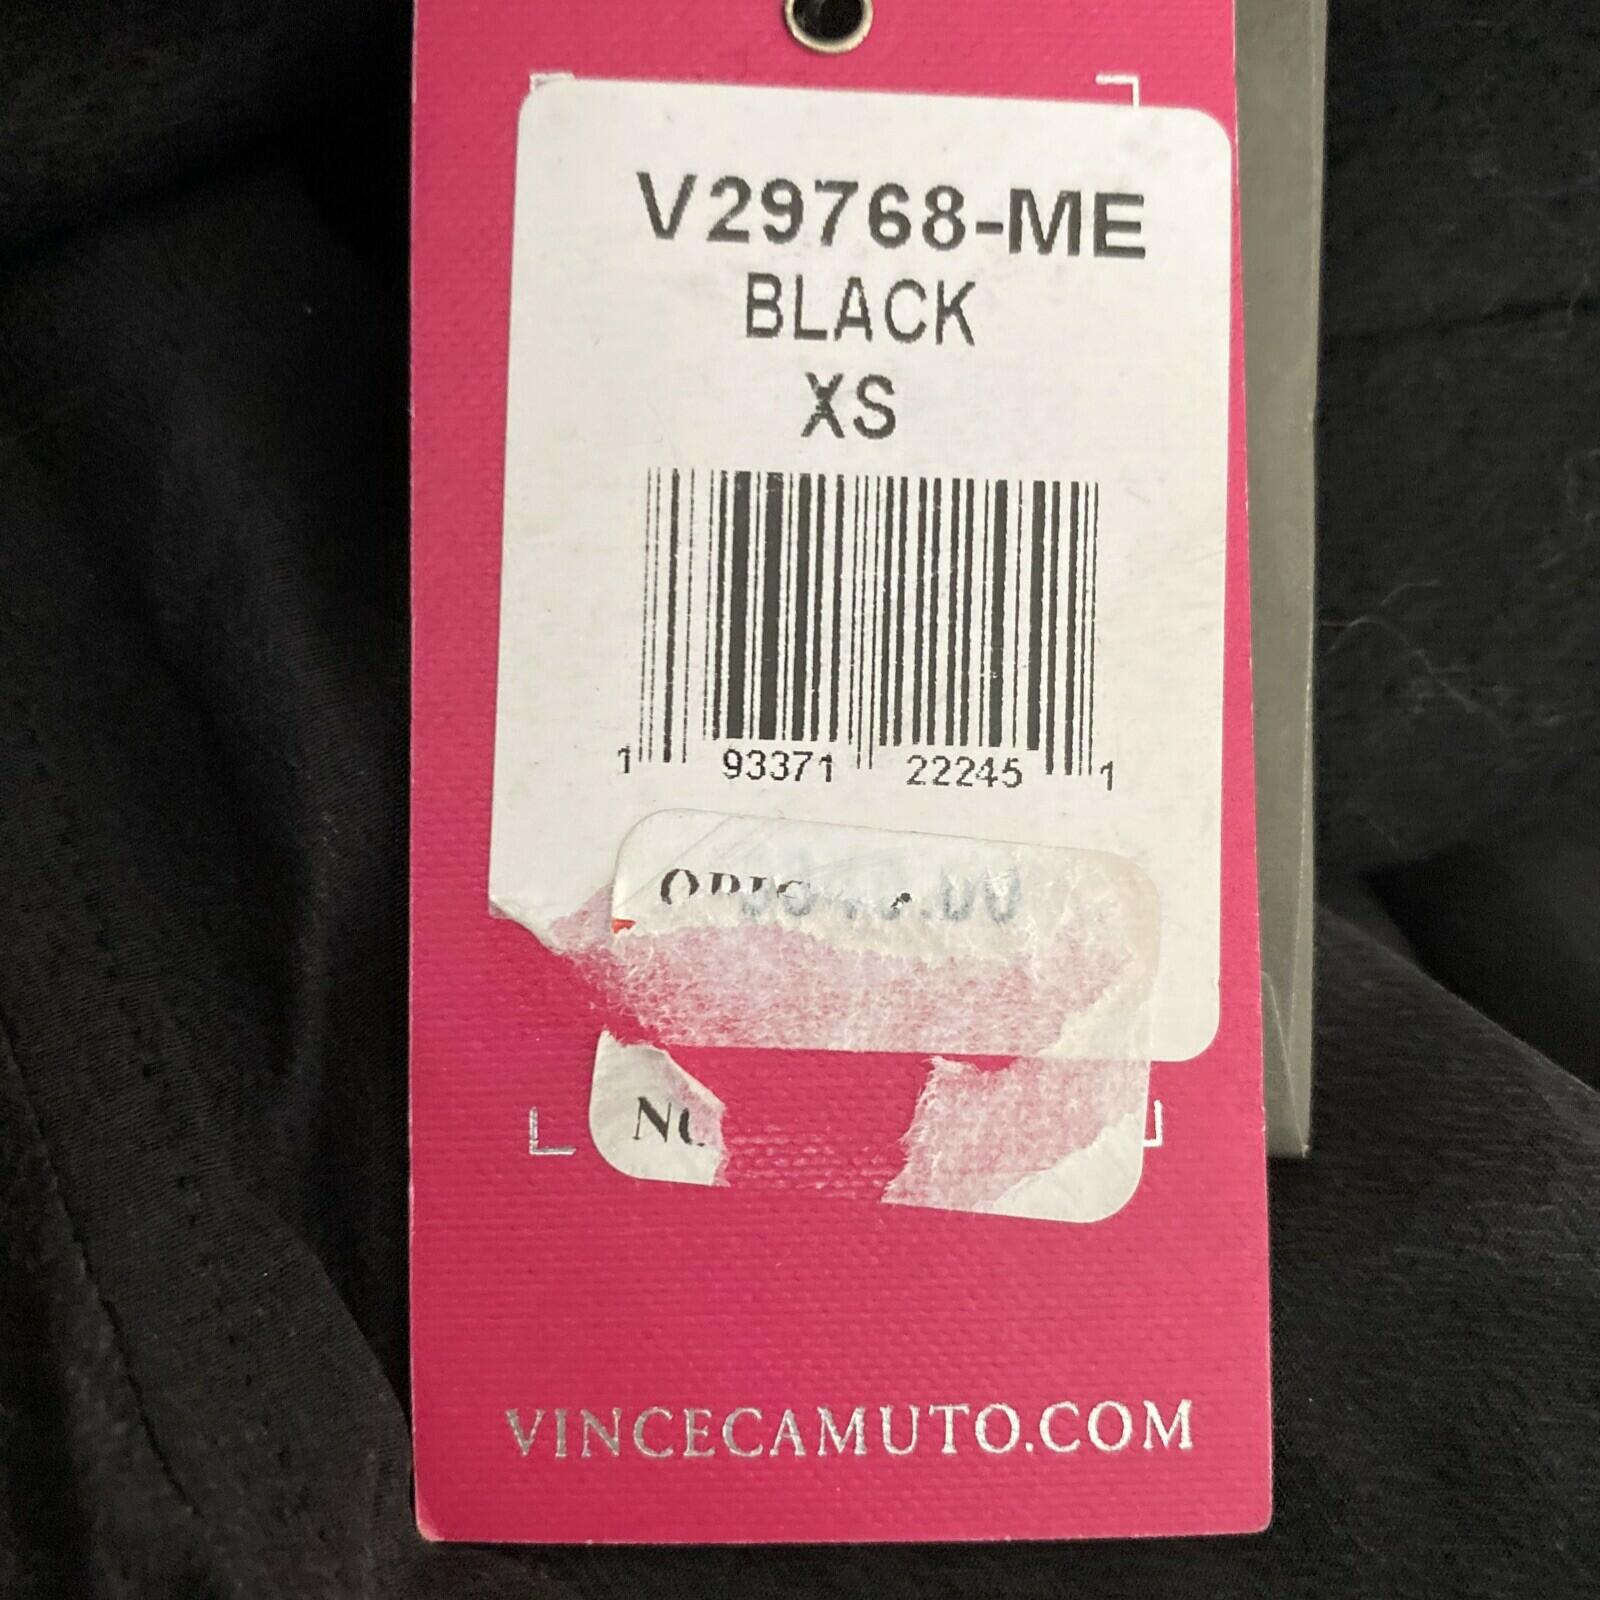 V29768-ME
BLACK
XS
1 93371 22245 1
VINCECAMUTO.COM